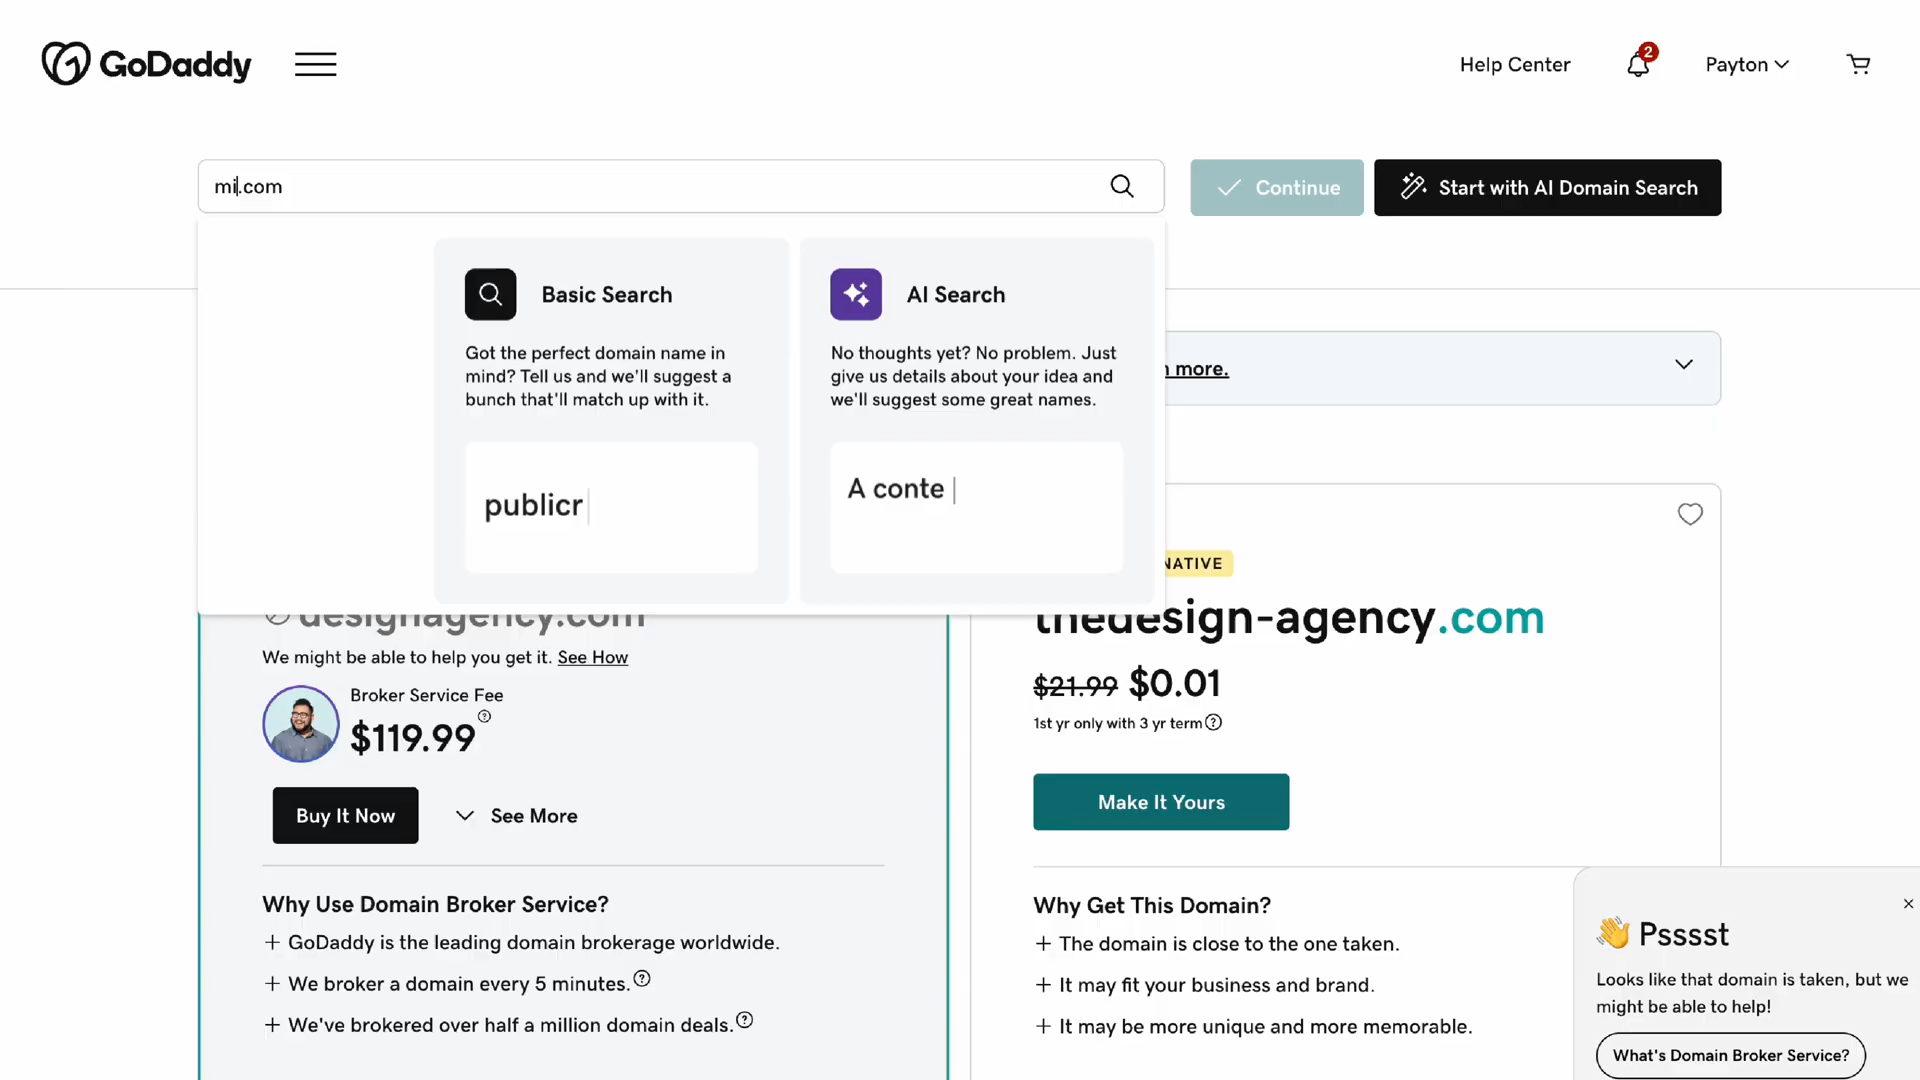 GoDaddy
Help Center
2
Payton
mi.com
Continue
Start with AI Domain Search
Basic Search
Got the perfect domain name in
mind? Tell us and we'll suggest a
bunch that'll match up with it.
publicr
AI Search
No thoughts yet? No problem. Just
give us details about your idea and
we'll suggest some great names.
A conte
more.
designagency.com
We might be able to help you get it. See How
Broker Service Fee
$119.99
Buy It Now
See More
Why Use Domain Broker Service?
+ GoDaddy is the leading domain brokerage worldwide.
+ We broker a domain every 5 minutes.
+ We've brokered over half a million domain deals.
NATIVE
thedesign-agency.com
$21.99 $0.01
1st yr only with 3 yr term
Make It Yours
Why Get This Domain?
+ The domain is close to the one taken.
+ It may fit your business and brand.
+ It may be more unique and more memorable.
Psssst
Looks like that domain is taken, but we
might be able to help!
What's Domain Broker Service?